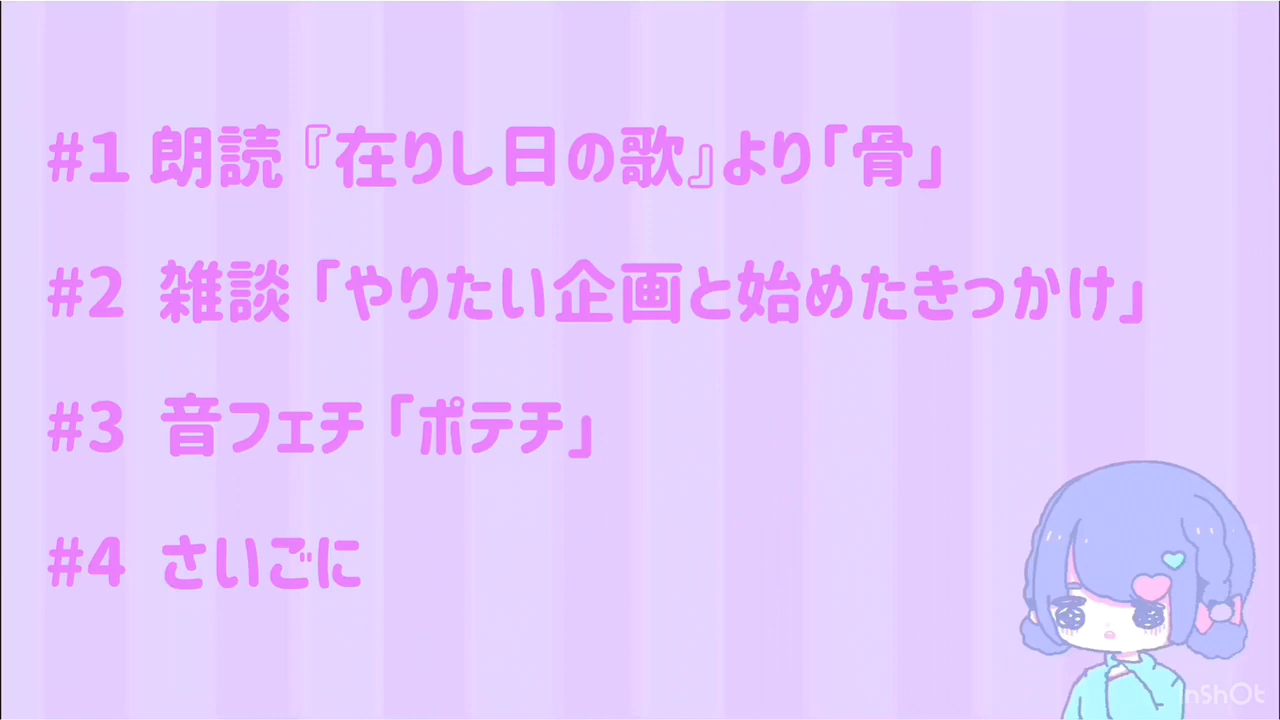 #1 朗読『在りし日の歌』より「骨」
#2 雑談「やりたい企画と始めたきっかけ」
#3 音フェチ「ポテチ」
#4 さいごに
InShOt